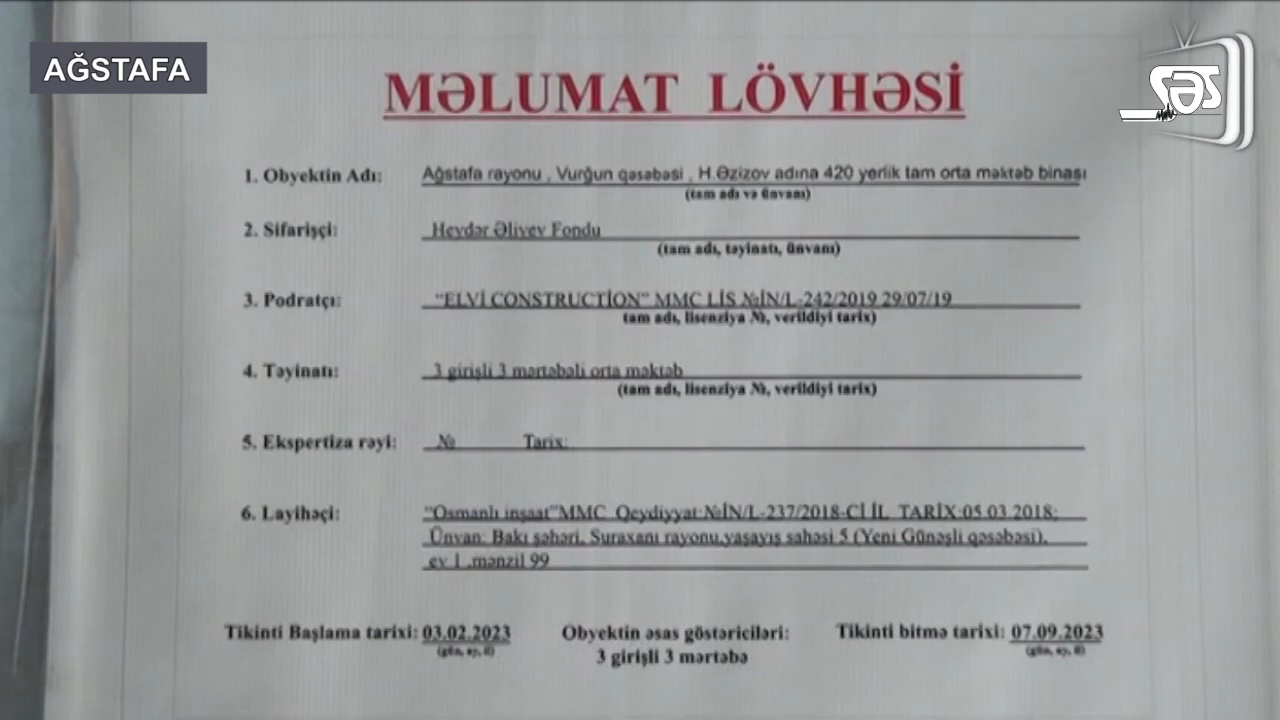 AĞSTAFA
SƏS
MƏLUMAT LÖVHƏSİ
1. Obyektin Adı: Ağstafa rayonu , Vurğun qəsəbəsi , H.Əzizov adına 420 yerlik tam orta məktəb binası
(tam adı və ünvanı)
2. Sifarişçi: Heydər Əliyev Fondu
(tam adı, təyinatı, ünvanı)
3. Podratçı: "ELVİ CONSTRUCTİON" MMC LİS №İN/L-242/2019 29/07/19
tam adı, lisenziya №, verildiyi tarix)
4. Təyinatı: 3 girişli 3 mərtəbəli orta məktəb
(tam adı, lisenziya №, verildiyi tarix)
5. Ekspertiza rəyi: № Tarix:
6. Layihəçi: "Osmanlı inşaat"MMC Qeydiyyat:№İN/L-237/2018-Cİ İL TARİX:05.03.2018;
Ünvan: Bakı şəhəri, Suraxanı rayonu,yaşayış sahəsi 5 (Yeni Günəşli qəsəbəsi),
ev 1 ,mənzil 99
Tikinti Başlama tarixi: 03.02.2023 Obyektin əsas göstəriciləri: Tikinti bitmə tarixi: 07.09.2023
(gün, ay, il) 3 girişli 3 mərtəbə (gün, ay, il)